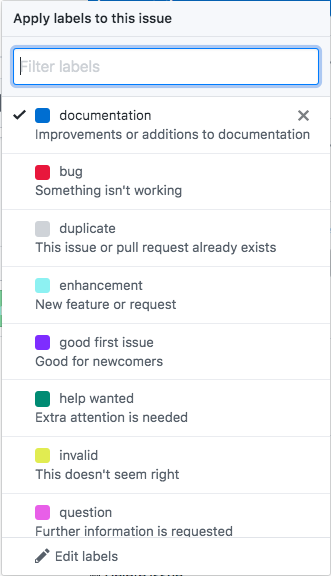 Apply labels to this issue
Filter labels
documentation
Improvements or additions to documentation
bug
Something isn't working
duplicate
This issue or pull request already exists
enhancement
New feature or request
good first issue
Good for newcomers
help wanted
Extra attention is needed
invalid
This doesn't seem right
question
Further information is requested
Edit labels